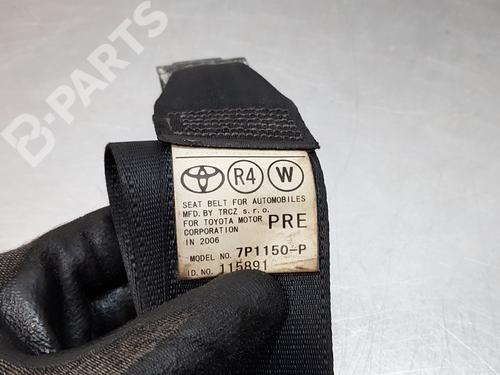 B-PARTS
R4 W
SEAT BELT FOR AUTOMOBILES
MFD. BY TRCZ s.r.o.
FOR TOYOTA MOTOR
CORPORATION PRE
IN 2006
MODEL NO. 7P1150-P
ID.NO. 115891